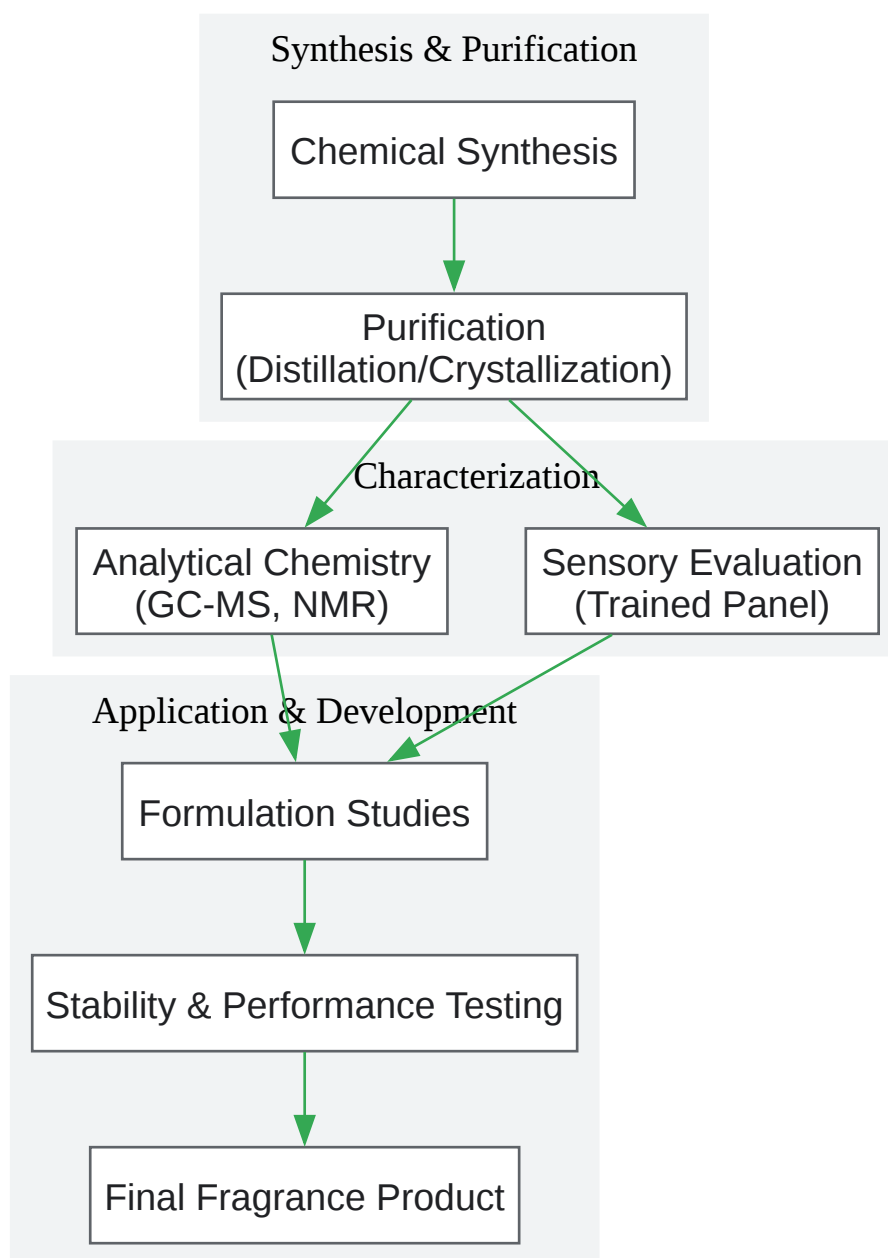 Synthesis & Purification
Chemical Synthesis
Purification
(Distillation/Crystallization)
Characterization
Analytical Chemistry
(GC-MS, NMR)
Sensory Evaluation
(Trained Panel)
Application & Development
Formulation Studies
Stability & Performance Testing
Final Fragrance Product